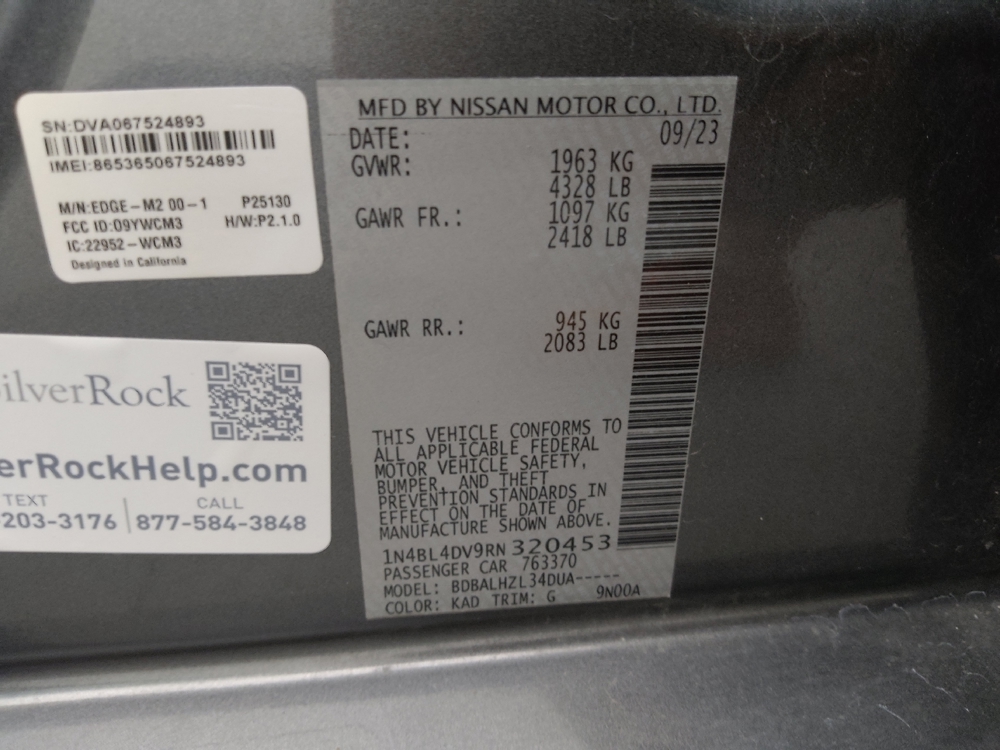 SN:DVA067524893
IMEI:865365067524893
M/N:EDGE-M2 00-1 P25130
FCC ID:09YWCM3 H/W:P2.1.0
IC:22952-WCM3
Designed in California
ilverRock
erRockHelp.com
TEXT CALL
203-3176 877-584-3848
MFD BY NISSAN MOTOR CO., LTD.
DATE: 09/23
GVWR: 1963 KG
4328 LB
GAWR FR.: 1097 KG
2418 LB
GAWR RR.: 945 KG
2083 LB
THIS VEHICLE CONFORMS TO
ALL APPLICABLE FEDERAL
MOTOR VEHICLE SAFETY,
BUMPER, AND THEFT
PREVENTION STANDARDS IN
EFFECT ON THE DATE OF
MANUFACTURE SHOWN ABOVE.
1N4BL4DV9RN320453
PASSENGER CAR 763370
MODEL: BDBALHZL34DUA-----
COLOR: KAD TRIM: G 9N00A